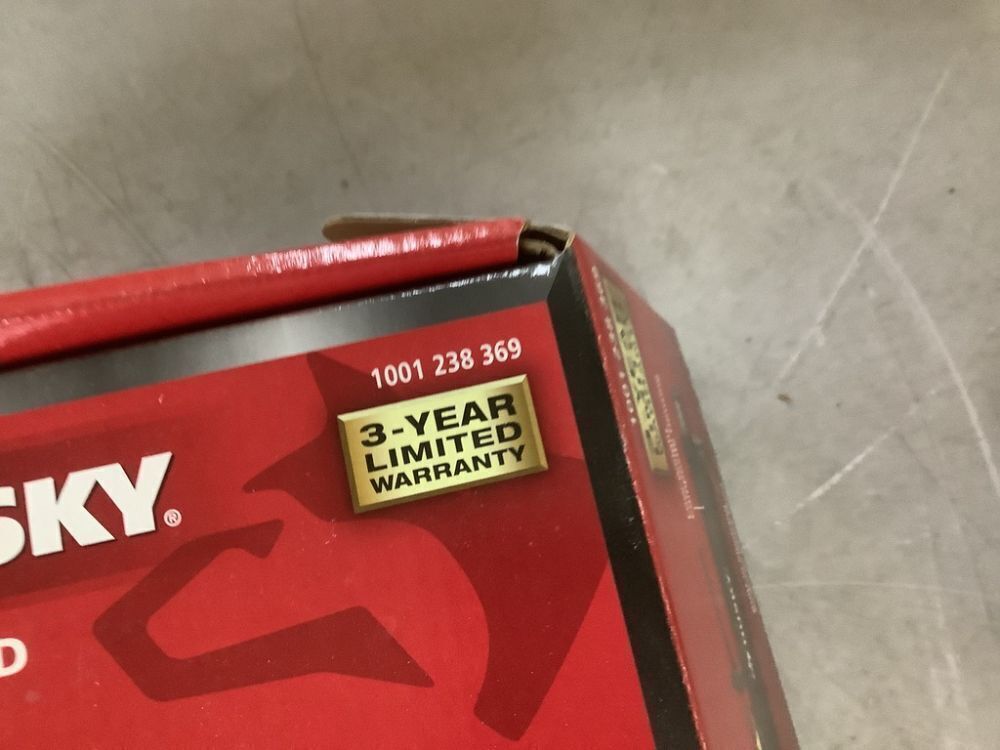 1001 238 369
3-YEAR
LIMITED
WARRANTY
SKY®
D